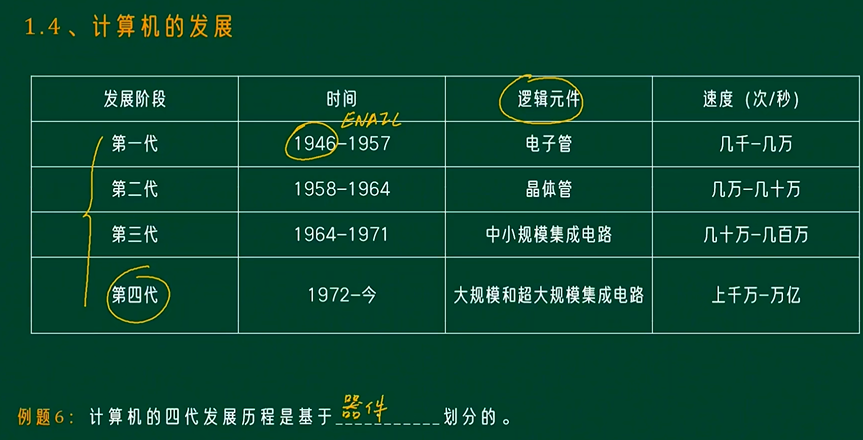 1.4、计算机的发展
发展阶段 时间 逻辑元件 速度（次/秒）
ENAIL
第一代 1946-1957 电子管 几千-几万
第二代 1958-1964 晶体管 几万-几十万
第三代 1964-1971 中小规模集成电路 几十万-几百万
第四代 1972-今 大规模和超大规模集成电路 上千万-万亿
例题6：计算机的四代发展历程是基于器件___________划分的。